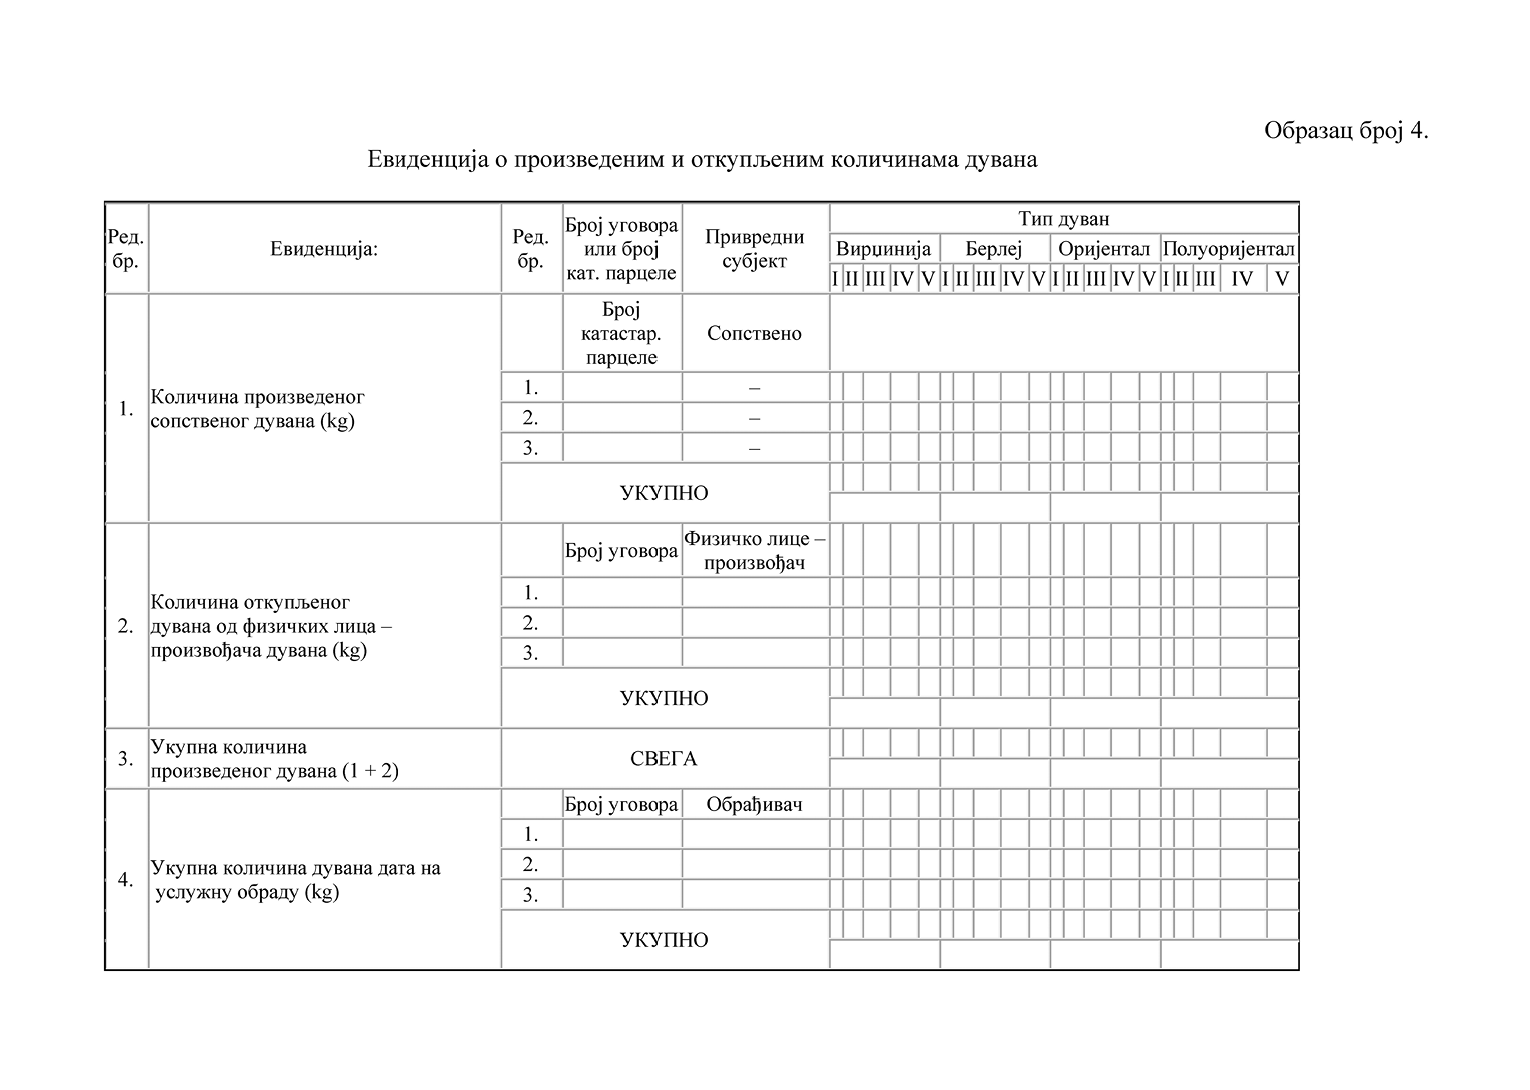 Образац број 4.
Евиденција о произведеним и откупљеним количинама дувана
Ред. бр.
Евиденција:
Ред. бр.
Број уговора
или број
кат. парцеле
Привредни
субјект
Тип дуван
Вирџинија Берлеј Оријентал Полуоријентал
I II III IV V I II III IV V I II III IV V I II III IV V
1.
Количина произведеног
сопственог дувана (kg)
Број
катастар.
парцеле
Сопствено
1. –
2. –
3. –
УКУПНО
2.
Количина откупљеног
дувана од физичких лица –
произвођача дувана (kg)
Број уговора
Физичко лице –
произвођач
1.
2.
3.
УКУПНО
3.
Укупна количина
произведеног дувана (1 + 2)
СВЕГА
4.
Укупна количина дувана дата на
услужну обраду (kg)
Број уговора Обрађивач
1.
2.
3.
УКУПНО